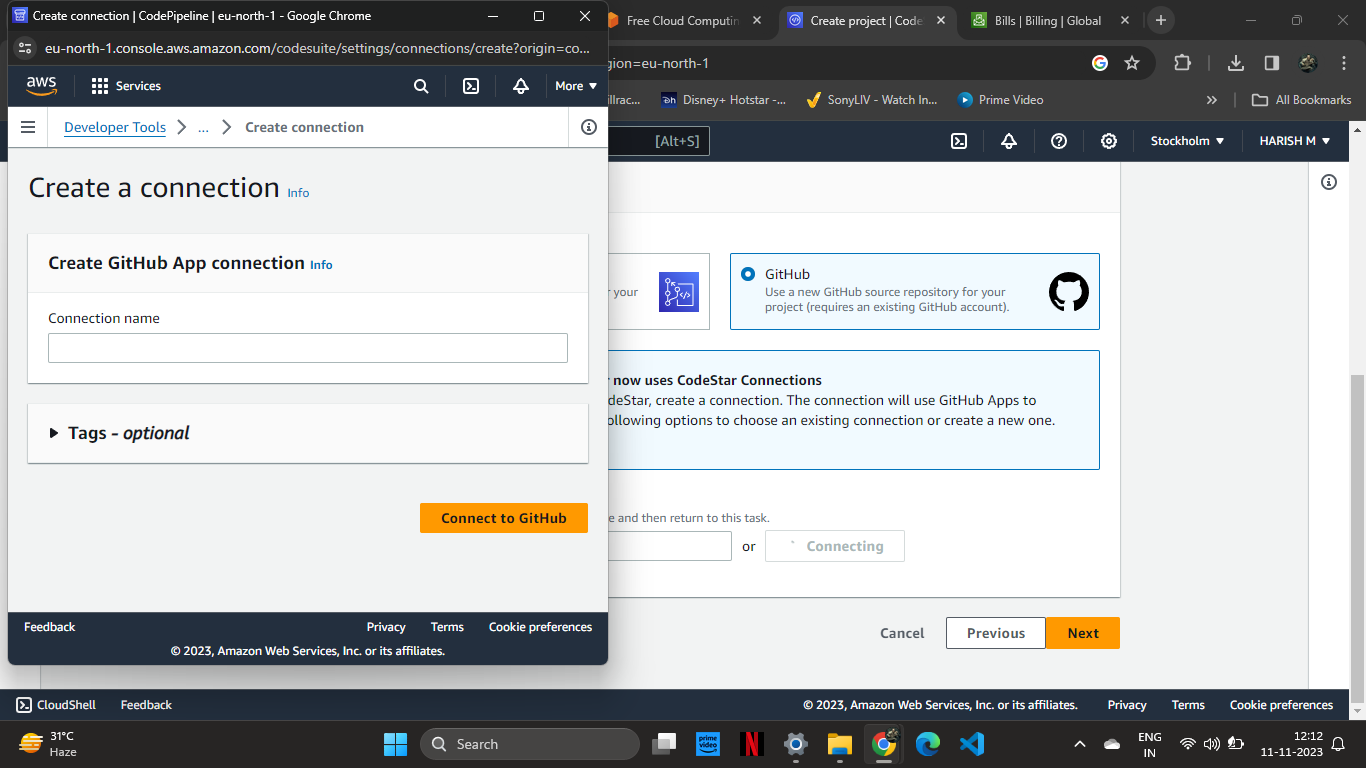 Create connection | CodePipeline | eu-north-1 - Google Chrome
eu-north-1.console.aws.amazon.com/codesuite/settings/connections/create?origin=co...
aws
Services
More
Developer Tools
...
Create connection
Create a connection Info
Create GitHub App connection Info
Connection name
Tags - optional
Connect to GitHub
Feedback
Privacy
Terms
Cookie preferences
© 2023, Amazon Web Services, Inc. or its affiliates.
Free Cloud Computin
Create project | Code
Bills | Billing | Global
gion=eu-north-1
illrac...
Disney+ Hotstar -...
SonyLIV - Watch In...
Prime Video
All Bookmarks
[Alt+S]
Stockholm
HARISH M
r your
GitHub
Use a new GitHub source repository for your
project (requires an existing GitHub account).
r now uses CodeStar Connections
deStar, create a connection. The connection will use GitHub Apps to
ollowing options to choose an existing connection or create a new one.
e and then return to this task.
or
Connecting
Cancel
Previous
Next
CloudShell
Feedback
© 2023, Amazon Web Services, Inc. or its affiliates.
Privacy
Terms
Cookie preferences
31°C
Haze
Search
prime video
ENG
IN
12:12
11-11-2023